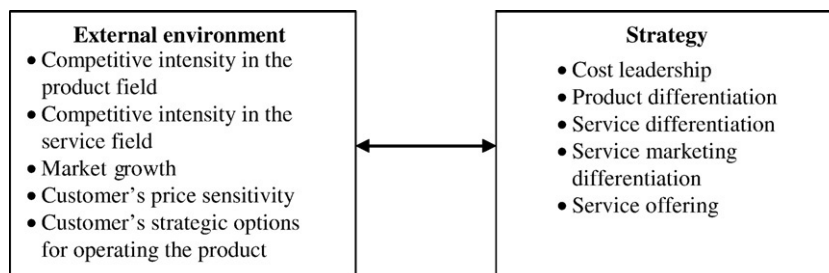 External environment
• Competitive intensity in the
product field
• Competitive intensity in the
service field
• Market growth
• Customer’s price sensitivity
• Customer’s strategic options
for operating the product
Strategy
• Cost leadership
• Product differentiation
• Service differentiation
• Service marketing
differentiation
• Service offering